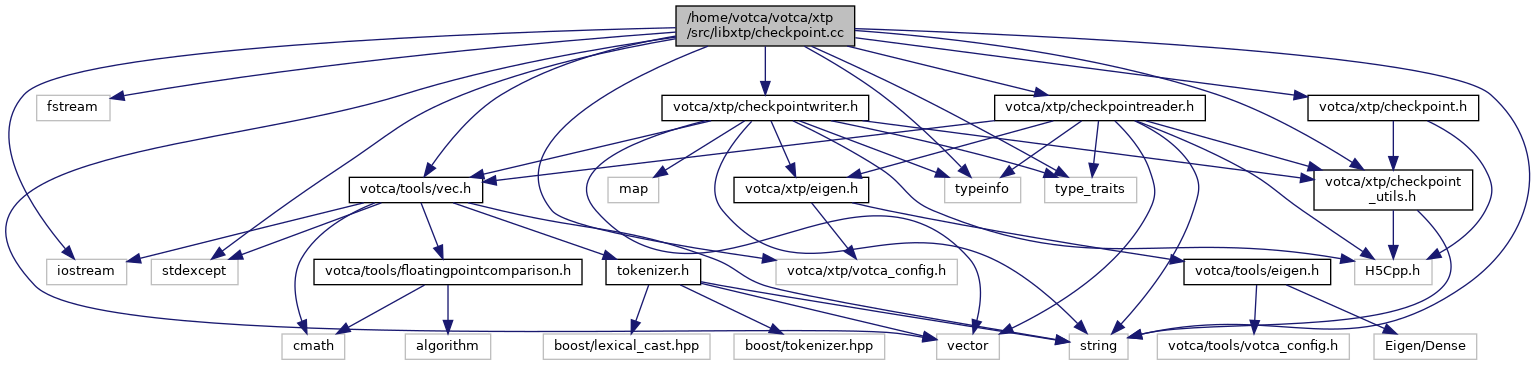 /home/votca/votca/xtp
/src/libxtp/checkpoint.cc
fstream
votca/xtp/checkpointwriter.h
votca/xtp/checkpointreader.h
votca/xtp/checkpoint.h
votca/tools/vec.h
map
votca/xtp/eigen.h
typeinfo
type_traits
votca/xtp/checkpoint
_utils.h
iostream
stdexcept
votca/tools/floatingpointcomparison.h
tokenizer.h
votca/xtp/votca_config.h
votca/tools/eigen.h
H5Cpp.h
cmath
algorithm
boost/lexical_cast.hpp
boost/tokenizer.hpp
vector
string
votca/tools/votca_config.h
Eigen/Dense